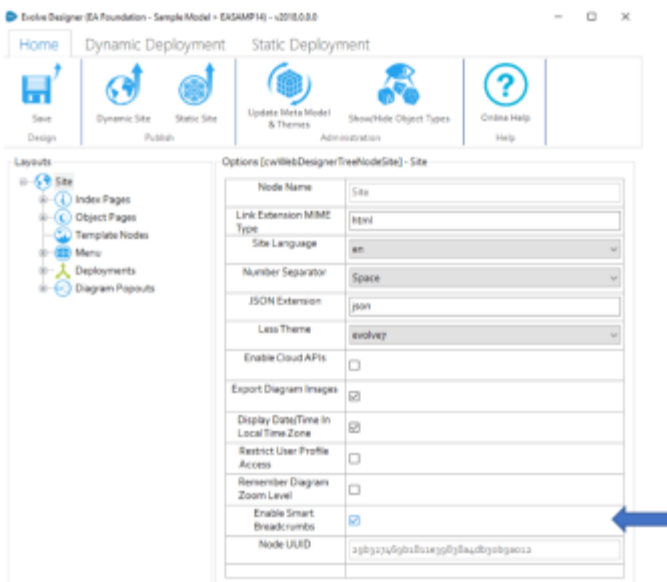 Evolve Designer (EA Foundation - Sample Model > EASAMP14) - v2018.0.0.0
Home Dynamic Deployment Static Deployment
Save Dynamic Site Static Site Update Meta Model
& Themes Show/Hide Object Types Online Help
Design Publish Administration Help
Layouts
Site
Index Pages
Object Pages
Template Nodes
Menu
Deployments
Diagram Popouts
Options [cwWebDesignerTreeNodeSite] - Site
Node Name Site
Link Extension MIME
Type html
Site Language en
Number Separator Space
JSON Extension json
Less Theme evolve7
Enable Cloud APIs
Export Diagram Images
Display Date/Time In
Local Time Zone
Restrict User Profile
Access
Remember Diagram
Zoom Level
Enable Smart
Breadcrumbs
Node UUID